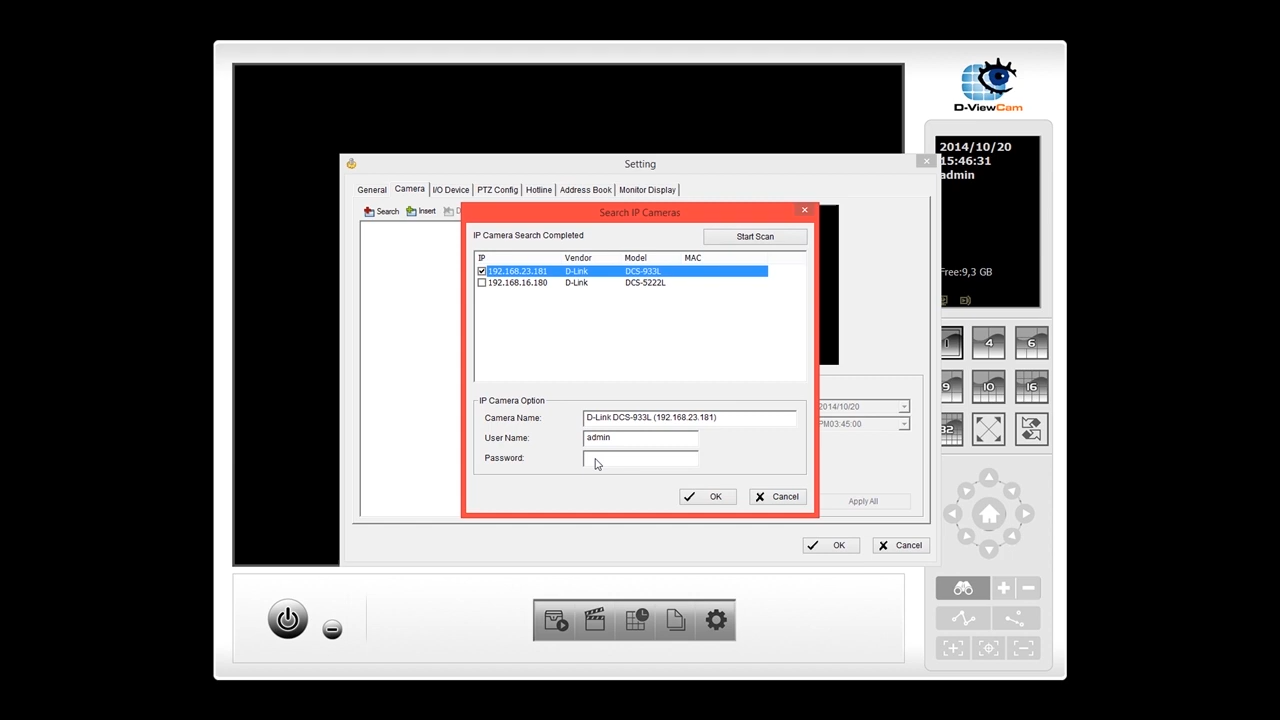 D-ViewCam
2014/10/20
15:46:31
admin
Free:9,3 GB
Setting
General Camera I/O Device PTZ Config Hotline Address Book Monitor Display
Search Insert D
Search IP Cameras
IP Camera Search Completed
Start Scan
IP Vendor Model MAC
192.168.23.181 D-Link DCS-933L
192.168.16.180 D-Link DCS-5222L
IP Camera Option
Camera Name: D-Link DCS-933L (192.168.23.181)
User Name: admin
Password:
OK Cancel
2014/10/20
PM03:45:00
Apply All
OK Cancel
1 4 6
9 10 16
32